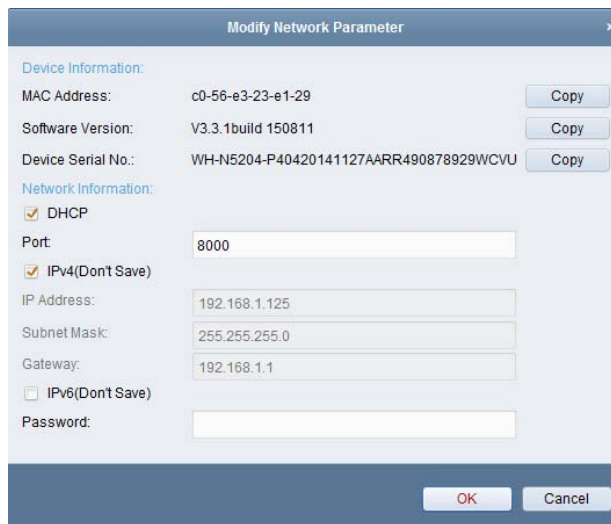 Modify Network Parameter
Device Information:
MAC Address: c0-56-e3-23-e1-29 Copy
Software Version: V3.3.1build 150811 Copy
Device Serial No.: WH-N5204-P40420141127AARR490878929WCVU Copy
Network Information:
DHCP
Port: 8000
IPv4(Don't Save)
IP Address: 192.168.1.125
Subnet Mask: 255.255.255.0
Gateway: 192.168.1.1
IPv6(Don't Save)
Password:
OK Cancel